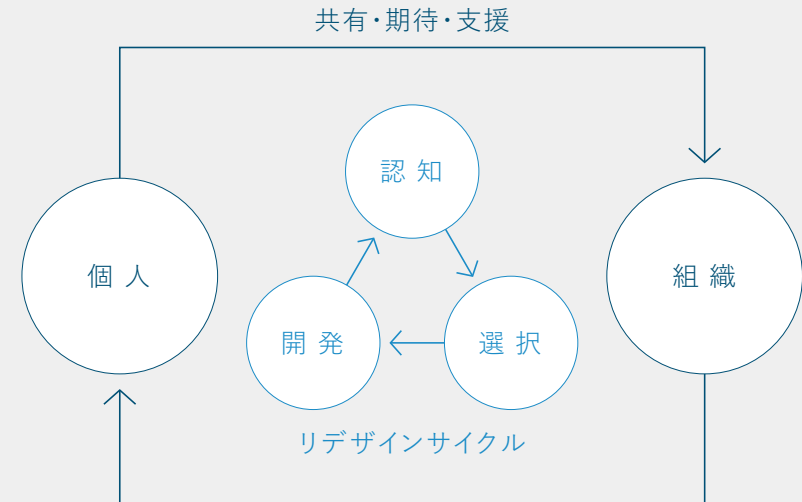 共有・期待・支援
認知
個人
組織
開発
選択
リデザインサイクル